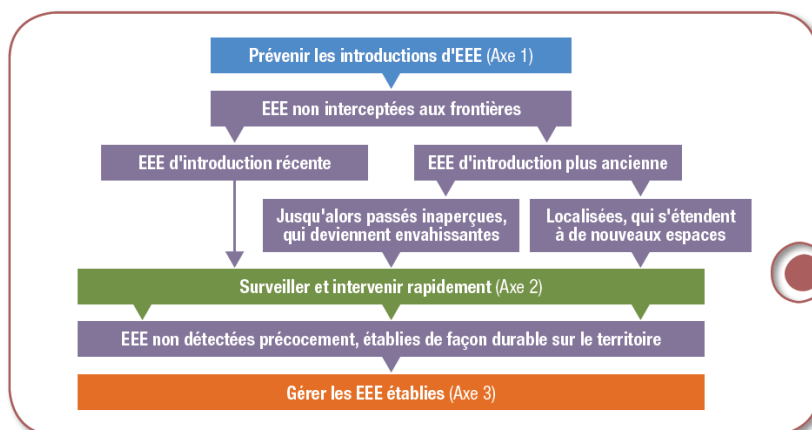 Prévenir les introductions d'EEE (Axe 1)
EEE non interceptées aux frontières
EEE d'introduction récente
EEE d'introduction plus ancienne
Jusqu'alors passés inaperçues,
qui deviennent envahissantes
Localisées, qui s'étendent
à de nouveaux espaces
Surveiller et intervenir rapidement (Axe 2)
EEE non détectées précocement, établies de façon durable sur le territoire
Gérer les EEE établies (Axe 3)